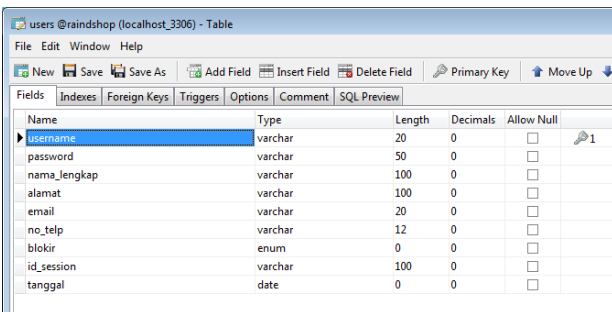 users @raindshop (localhost_3306) - Table
File Edit Window Help
New Save Save As Add Field Insert Field Delete Field Primary Key Move Up
Fields Indexes Foreign Keys Triggers Options Comment SQL Preview
Name Type Length Decimals Allow Null
username varchar 20 0 1
password varchar 50 0
nama_lengkap varchar 100 0
alamat varchar 100 0
email varchar 20 0
no_telp varchar 12 0
blokir enum 0 0
id_session varchar 100 0
tanggal date 0 0